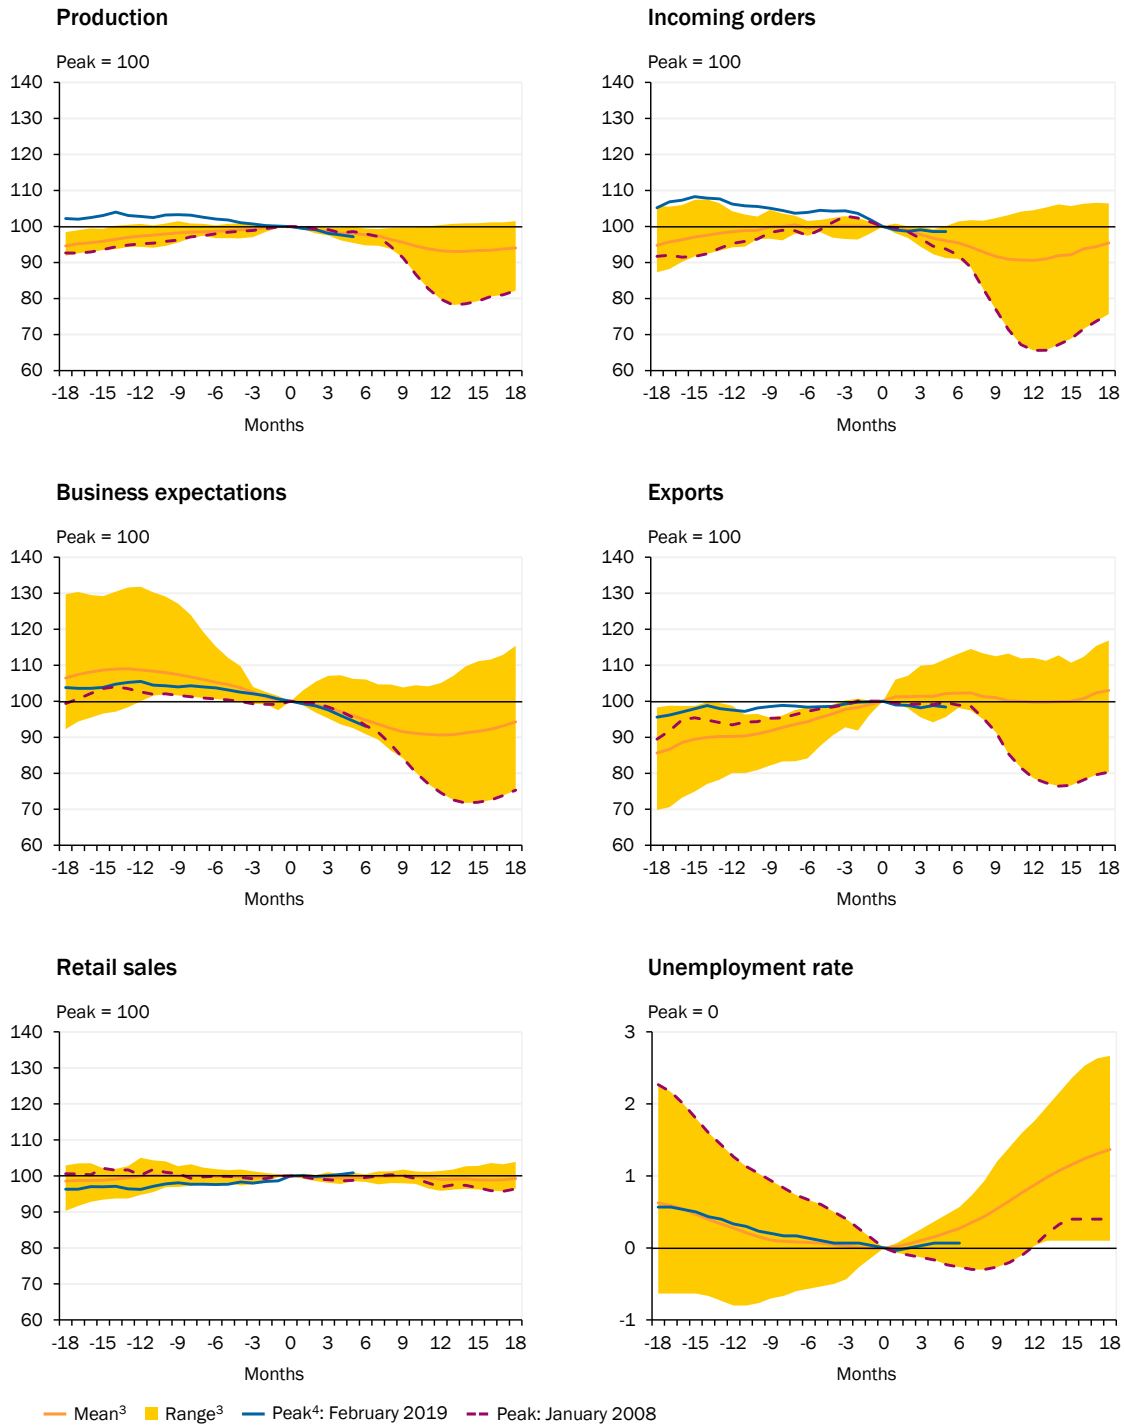 Production
Peak = 100
140
130
120
110
100
90
80
70
60
-18 -15 -12 -9 -6 -3 0 3 6 9 12 15 18
Months
Incoming orders
Peak = 100
140
130
120
110
100
90
80
70
60
-18 -15 -12 -9 -6 -3 0 3 6 9 12 15 18
Months
Business expectations
Peak = 100
140
130
120
110
100
90
80
70
60
-18 -15 -12 -9 -6 -3 0 3 6 9 12 15 18
Months
Exports
Peak = 100
140
130
120
110
100
90
80
70
60
-18 -15 -12 -9 -6 -3 0 3 6 9 12 15 18
Months
Retail sales
Peak = 100
140
130
120
110
100
90
80
70
60
-18 -15 -12 -9 -6 -3 0 3 6 9 12 15 18
Months
Unemployment rate
Peak = 0
3
2
1
0
-1
-18 -15 -12 -9 -6 -3 0 3 6 9 12 15 18
Months
Mean³ Range³ Peak⁴: February 2019 Peak: January 2008